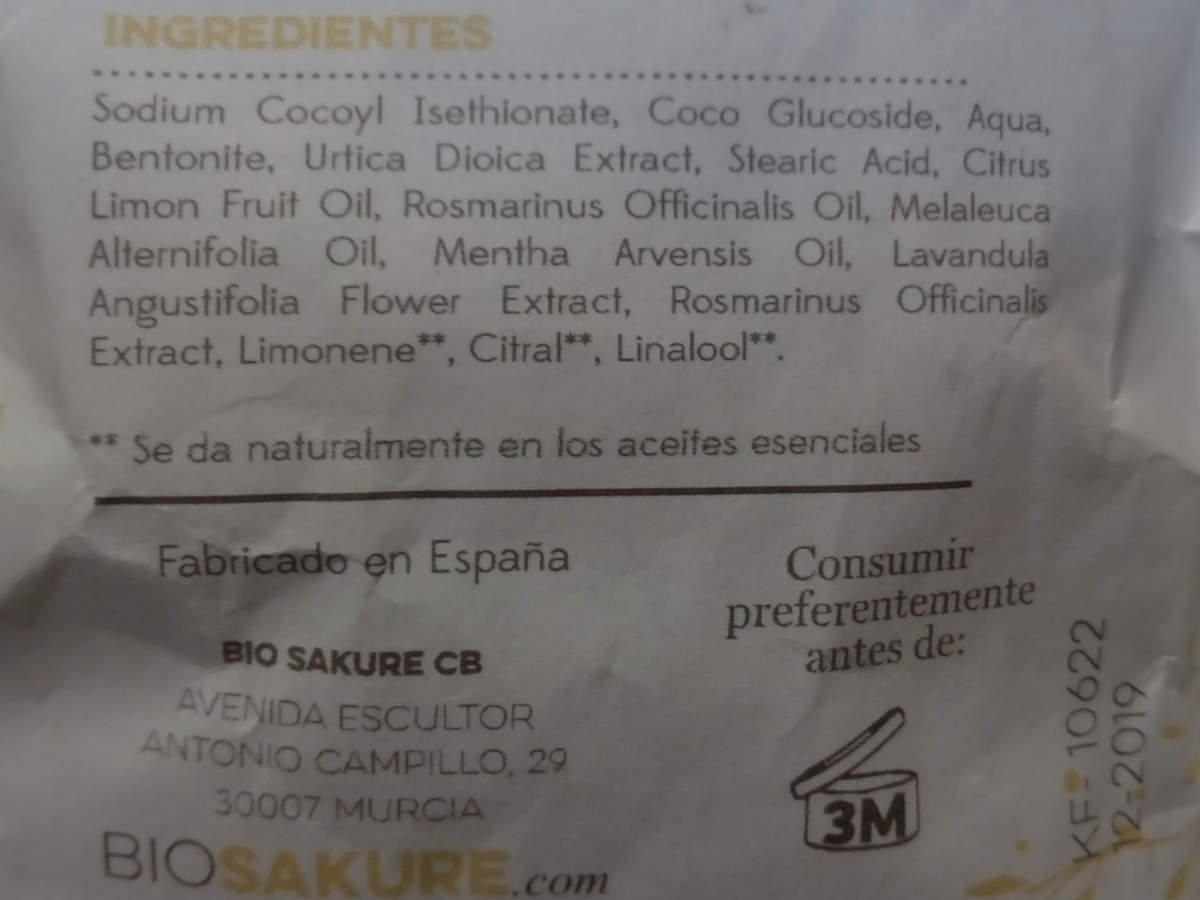 INGREDIENTES
Sodium Cocoyl Isethionate, Coco Glucoside, Aqua,
Bentonite, Urtica Dioica Extract, Stearic Acid, Citrus
Limon Fruit Oil, Rosmarinus Officinalis Oil, Melaleuca
Alternifolia Oil, Mentha Arvensis Oil, Lavandula
Angustifolia Flower Extract, Rosmarinus Officinalis
Extract, Limonene**, Citral**, Linalool**.
** Se da naturalmente en los aceites esenciales
Fabricado en España
BIO SAKURE CB
AVENIDA ESCULTOR
ANTONIO CAMPILLO, 29
30007 MURCIA
BIOSAKURE.com
Consumir
preferentemente
antes de:
3M
KF- 10622
12-2019